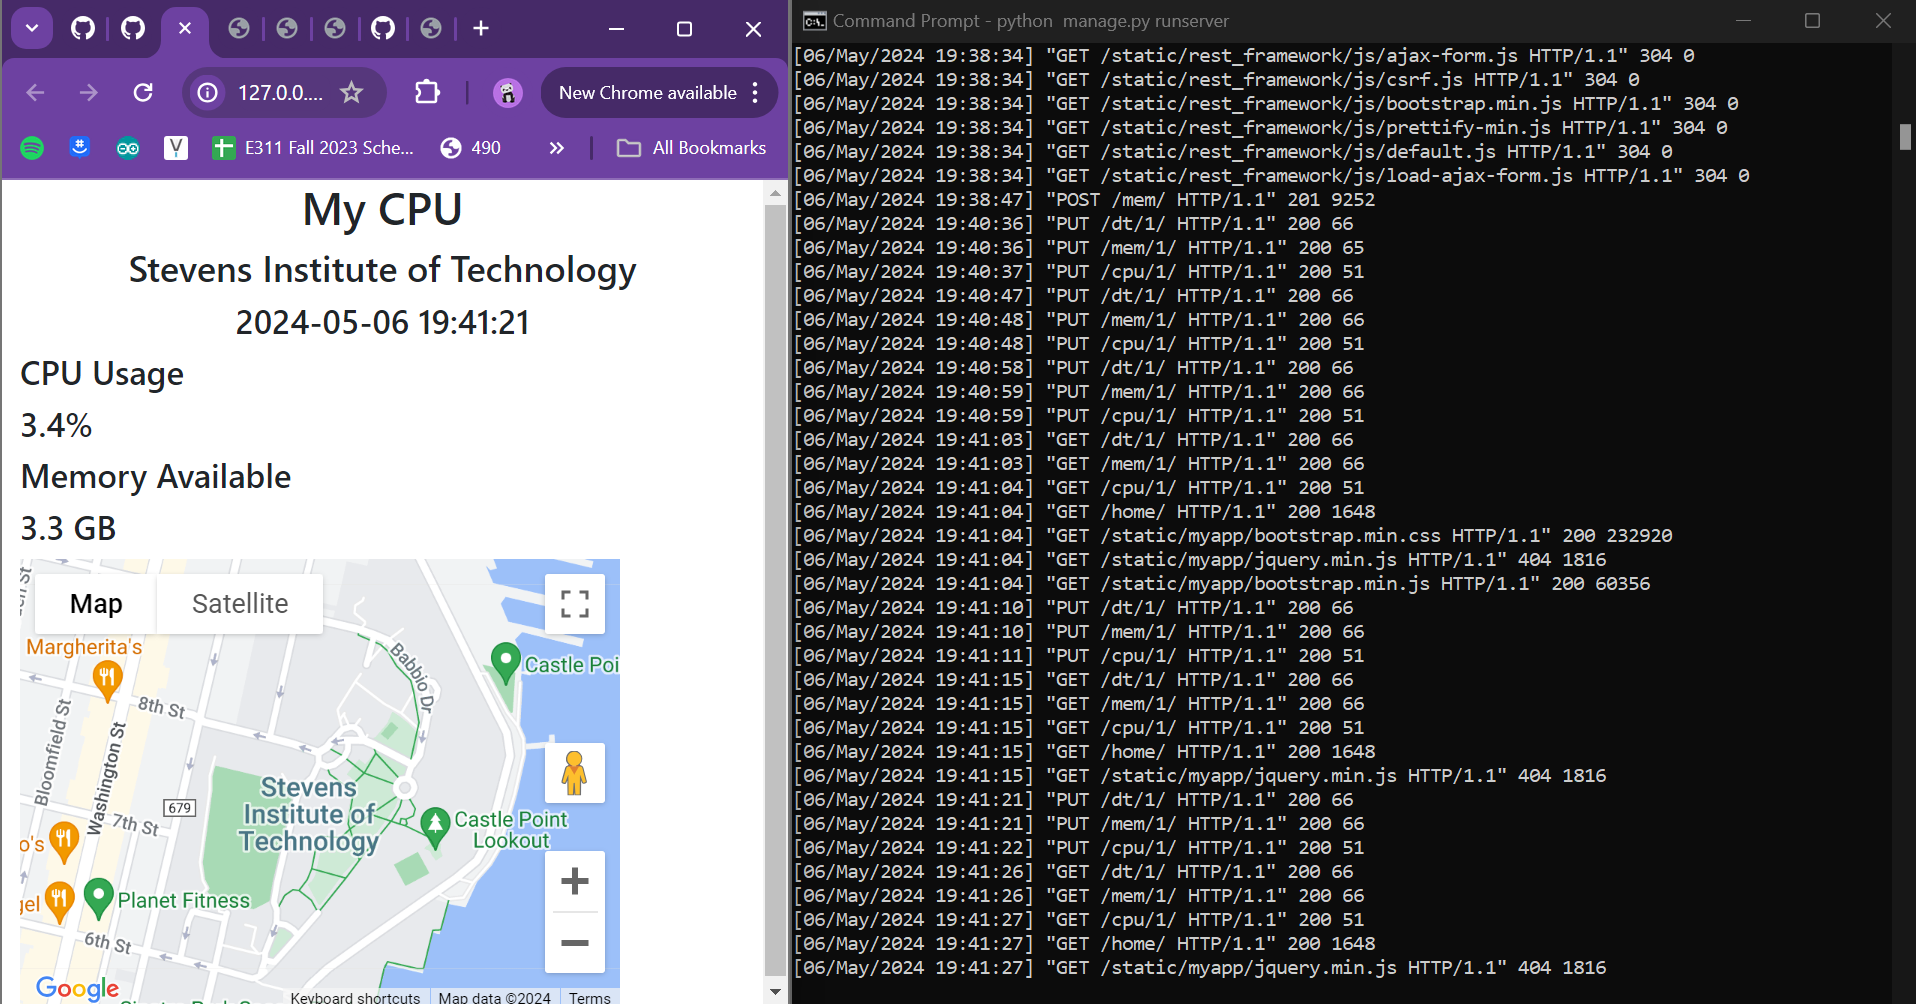 127.0.0....
New Chrome available
E311 Fall 2023 Sche...
490
All Bookmarks
My CPU
Stevens Institute of Technology
2024-05-06 19:41:21
CPU Usage
3.4%
Memory Available
3.3 GB
Map
Satellite
Margherita's
Babbio Dr
Castle Poi
8th St
Bloomfield St
Washington St
Stevens
Institute of
Technology
679
7th St
Castle Point
Lookout
o's
gel
Planet Fitness
6th St
Google
Keyboard shortcuts
Map data ©2024
Terms
Command Prompt - python  manage.py runserver
[06/May/2024 19:38:34] "GET /static/rest_framework/js/ajax-form.js HTTP/1.1" 304 0
[06/May/2024 19:38:34] "GET /static/rest_framework/js/csrf.js HTTP/1.1" 304 0
[06/May/2024 19:38:34] "GET /static/rest_framework/js/bootstrap.min.js HTTP/1.1" 304 0
[06/May/2024 19:38:34] "GET /static/rest_framework/js/prettify-min.js HTTP/1.1" 304 0
[06/May/2024 19:38:34] "GET /static/rest_framework/js/default.js HTTP/1.1" 304 0
[06/May/2024 19:38:34] "GET /static/rest_framework/js/load-ajax-form.js HTTP/1.1" 304 0
[06/May/2024 19:38:47] "POST /mem/ HTTP/1.1" 201 9252
[06/May/2024 19:40:36] "PUT /dt/1/ HTTP/1.1" 200 66
[06/May/2024 19:40:36] "PUT /mem/1/ HTTP/1.1" 200 65
[06/May/2024 19:40:37] "PUT /cpu/1/ HTTP/1.1" 200 51
[06/May/2024 19:40:47] "PUT /dt/1/ HTTP/1.1" 200 66
[06/May/2024 19:40:48] "PUT /mem/1/ HTTP/1.1" 200 66
[06/May/2024 19:40:48] "PUT /cpu/1/ HTTP/1.1" 200 51
[06/May/2024 19:40:58] "PUT /dt/1/ HTTP/1.1" 200 66
[06/May/2024 19:40:59] "PUT /mem/1/ HTTP/1.1" 200 66
[06/May/2024 19:40:59] "PUT /cpu/1/ HTTP/1.1" 200 51
[06/May/2024 19:41:03] "GET /dt/1/ HTTP/1.1" 200 66
[06/May/2024 19:41:03] "GET /mem/1/ HTTP/1.1" 200 66
[06/May/2024 19:41:04] "GET /cpu/1/ HTTP/1.1" 200 51
[06/May/2024 19:41:04] "GET /home/ HTTP/1.1" 200 1648
[06/May/2024 19:41:04] "GET /static/myapp/bootstrap.min.css HTTP/1.1" 200 232920
[06/May/2024 19:41:04] "GET /static/myapp/jquery.min.js HTTP/1.1" 404 1816
[06/May/2024 19:41:04] "GET /static/myapp/bootstrap.min.js HTTP/1.1" 200 60356
[06/May/2024 19:41:10] "PUT /dt/1/ HTTP/1.1" 200 66
[06/May/2024 19:41:10] "PUT /mem/1/ HTTP/1.1" 200 66
[06/May/2024 19:41:11] "PUT /cpu/1/ HTTP/1.1" 200 51
[06/May/2024 19:41:15] "GET /dt/1/ HTTP/1.1" 200 66
[06/May/2024 19:41:15] "GET /mem/1/ HTTP/1.1" 200 66
[06/May/2024 19:41:15] "GET /cpu/1/ HTTP/1.1" 200 51
[06/May/2024 19:41:15] "GET /home/ HTTP/1.1" 200 1648
[06/May/2024 19:41:15] "GET /static/myapp/jquery.min.js HTTP/1.1" 404 1816
[06/May/2024 19:41:21] "PUT /dt/1/ HTTP/1.1" 200 66
[06/May/2024 19:41:21] "PUT /mem/1/ HTTP/1.1" 200 66
[06/May/2024 19:41:22] "PUT /cpu/1/ HTTP/1.1" 200 51
[06/May/2024 19:41:26] "GET /dt/1/ HTTP/1.1" 200 66
[06/May/2024 19:41:26] "GET /mem/1/ HTTP/1.1" 200 66
[06/May/2024 19:41:27] "GET /cpu/1/ HTTP/1.1" 200 51
[06/May/2024 19:41:27] "GET /home/ HTTP/1.1" 200 1648
[06/May/2024 19:41:27] "GET /static/myapp/jquery.min.js HTTP/1.1" 404 1816